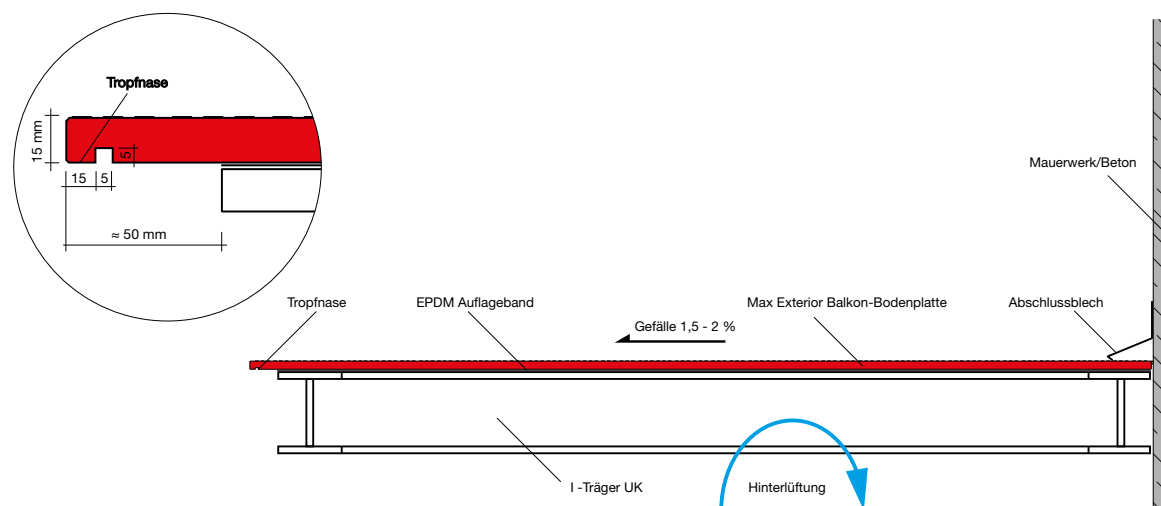 Tropfnase
15 mm
5
15
5
≈ 50 mm
Mauerwerk/Beton
Tropfnase
EPDM Auflageband
Max Exterior Balkon-Bodenplatte
Abschlussblech
Gefälle 1,5 - 2 %
I -Träger UK
Hinterlüftung